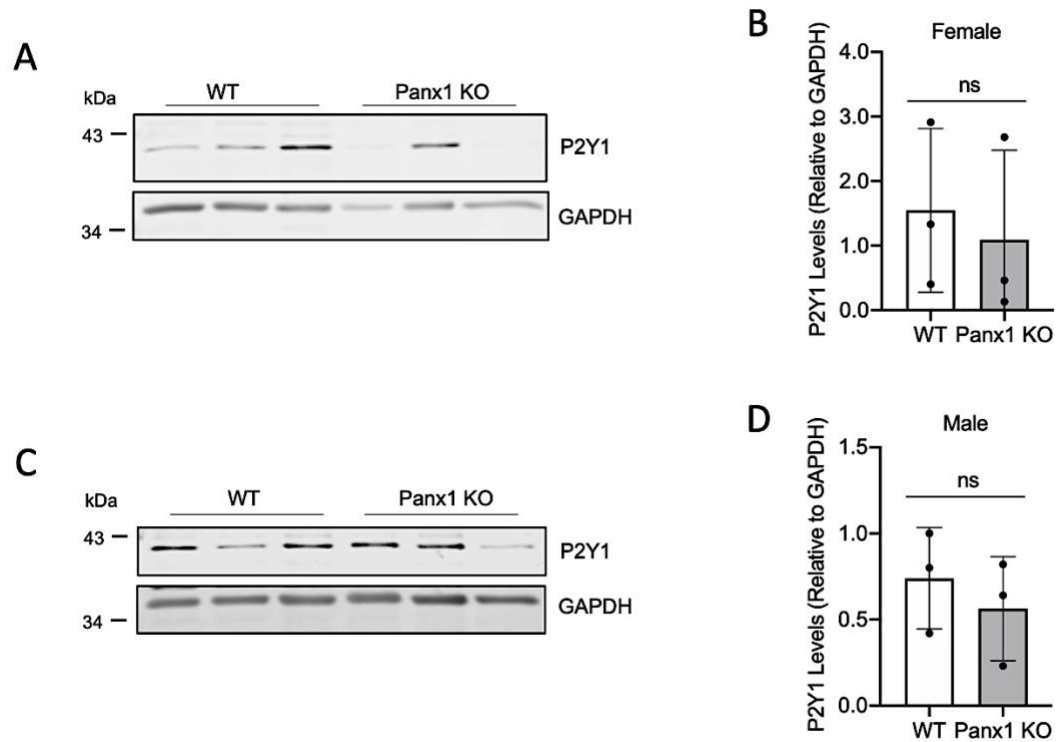 A
kDa
WT
Panx1 KO
43
P2Y1
GAPDH
34
B
Female
P2Y1 Levels (Relative to GAPDH)
4.0
3.0
2.0
1.0
0.0
ns
WT Panx1 KO
C
kDa
WT
Panx1 KO
43
P2Y1
GAPDH
34
D
Male
P2Y1 Levels (Relative to GAPDH)
1.5
1.0
0.5
0.0
ns
WT Panx1 KO